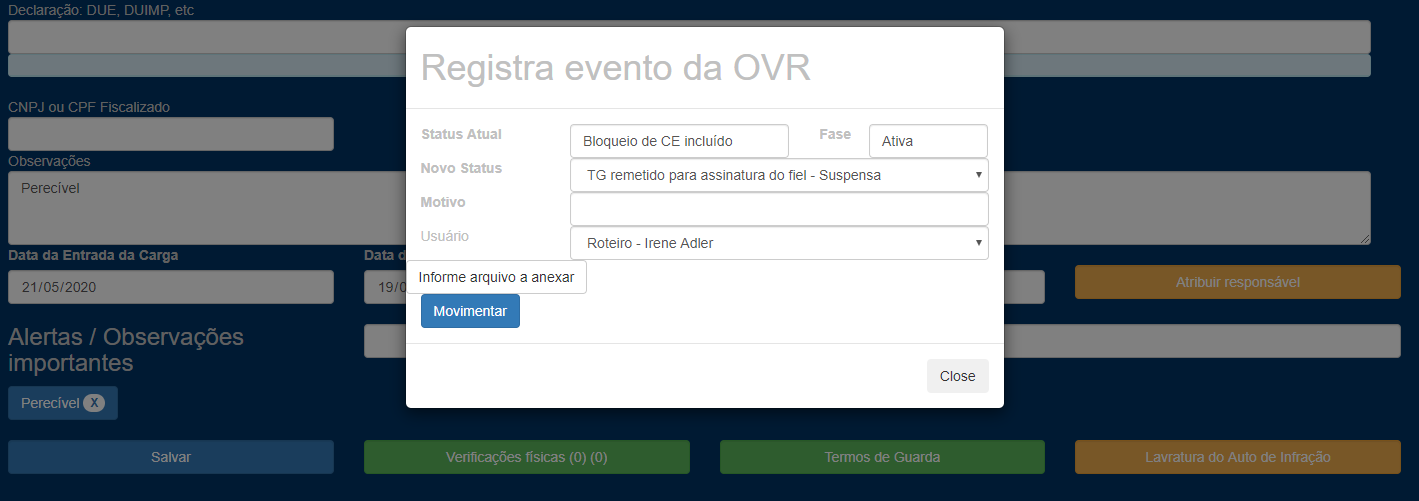 Declaração: DUE, DUIMP, etc
Registra evento da OVR
CNPJ ou CPF Fiscalizado
Status Atual
Bloqueio de CE incluído
Fase
Ativa
Novo Status
TG remetido para assinatura do fiel - Suspensa
Motivo
Usuário
Roteiro - Irene Adler
Informe arquivo a anexar
Movimentar
Close
Observações
Perecível
Data da Entrada da Carga
Data d
21/05/2020
19/0
Atribuir responsável
Alertas / Observações
importantes
Perecível X
Salvar
Verificações físicas (0) (0)
Termos de Guarda
Lavratura do Auto de Infração